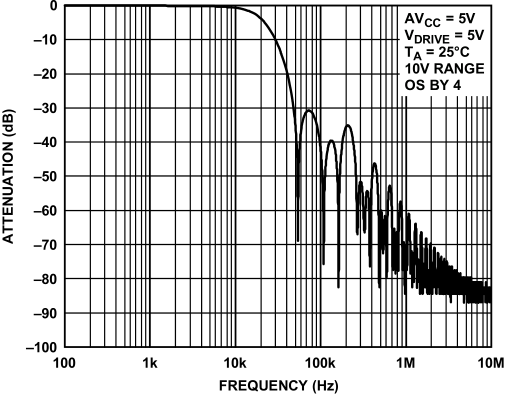 0
–10
–20
–30
–40
–50
–60
–70
–80
–90
–100
ATTENUATION (dB)
AVCC = 5V
VDRIVE = 5V
TA = 25°C
10V RANGE
OS BY 4
100 1k 10k 100k 1M 10M
FREQUENCY (Hz)